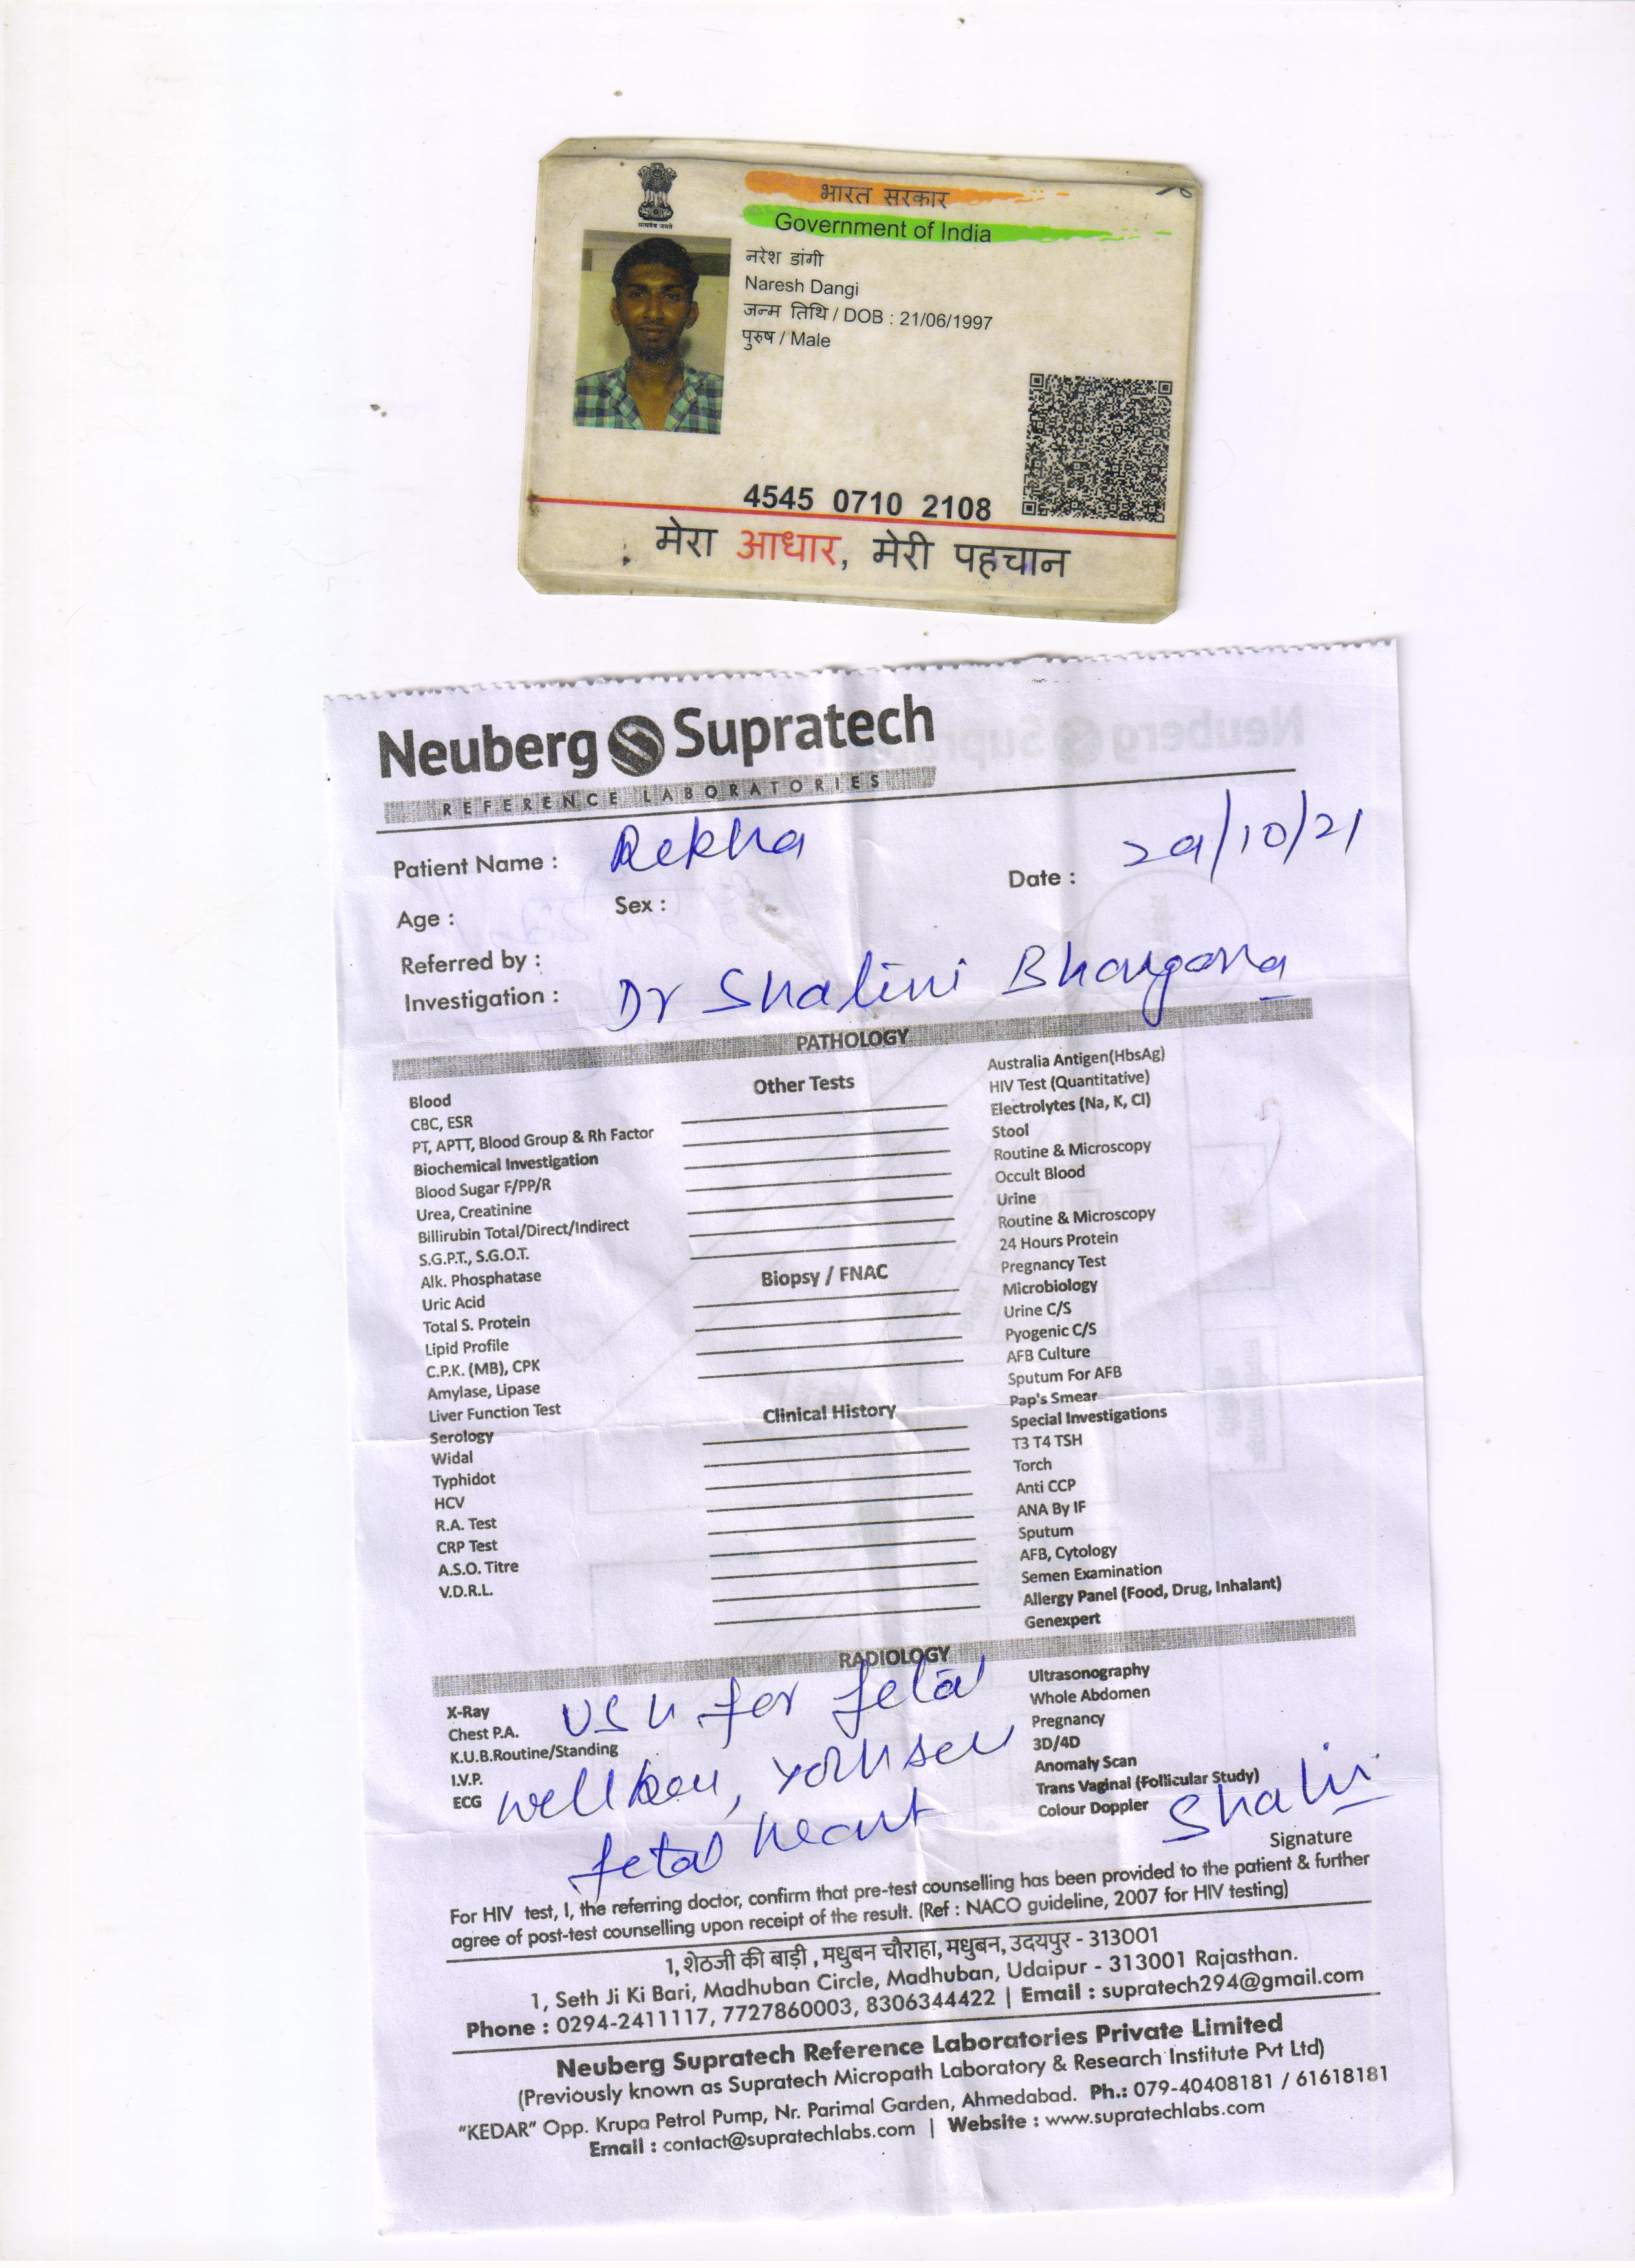 भारत सरकार
Government of India
नरेश डांगी
Naresh Dangi
जन्म तिथि / DOB : 21/06/1997
पुरुष / Male
4545 0710 2108
मेरा आधार, मेरी पहचान
Neuberg Supratech
REFERENCE LABORATORIES
Patient Name : Rekha
Date : 29/10/21
Age :
Sex :
Referred by :
Investigation : Dr Shalini Bhargava
PATHOLOGY
Blood
CBC, ESR
PT, APTT, Blood Group & Rh Factor
Biochemical Investigation
Blood Sugar F/PP/R
Urea, Creatinine
Billirubin Total/Direct/Indirect
S.G.P.T., S.G.O.T.
Alk. Phosphatase
Uric Acid
Total S. Protein
Lipid Profile
C.P.K. (MB), CPK
Amylase, Lipase
Liver Function Test
Serology
Widal
Typhidot
HCV
R.A. Test
CRP Test
A.S.O. Titre
V.D.R.L.
Other Tests
Biopsy / FNAC
Clinical History
Australia Antigen(HbsAg)
HIV Test (Quantitative)
Electrolytes (Na, K, Cl)
Stool
Routine & Microscopy
Occult Blood
Urine
Routine & Microscopy
24 Hours Protein
Pregnancy Test
Microbiology
Urine C/S
Pyogenic C/S
AFB Culture
Sputum For AFB
Pap's Smear
Special Investigations
T3 T4 TSH
Torch
Anti CCP
ANA By IF
Sputum
AFB, Cytology
Semen Examination
Allergy Panel (Food, Drug, Inhalant)
Genexpert
RADIOLOGY
X-Ray
Chest P.A.
K.U.B.Routine/Standing
I.V.P.
ECG
for fetal
fetal heart
Ultrasonography
Whole Abdomen
Pregnancy
3D/4D
Anomaly Scan
Trans Vaginal (Follicular Study)
Colour Doppler
Shalini
Signature
For HIV test, I, the referring doctor, confirm that pre-test counselling has been provided to the patient & further
agree of post-test counselling upon receipt of the result. (Ref : NACO guideline, 2007 for HIV testing)
1, शेठजी की बाड़ी , मधुबन चौराहा, मधुबन, उदयपुर - 313001
1, Seth Ji Ki Bari, Madhuban Circle, Madhuban, Udaipur - 313001 Rajasthan.
Phone : 0294-2411117, 7727860003, 8306344422 | Email : supratech294@gmail.com
Neuberg Supratech Reference Laboratories Private Limited
(Previously known as Supratech Micropath Laboratory & Research Institute Pvt Ltd)
"KEDAR" Opp. Krupa Petrol Pump, Nr. Parimal Garden, Ahmedabad. Ph.: 079-40408181 / 61618181
Email : contact@supratechlabs.com | Website : www.supratechlabs.com